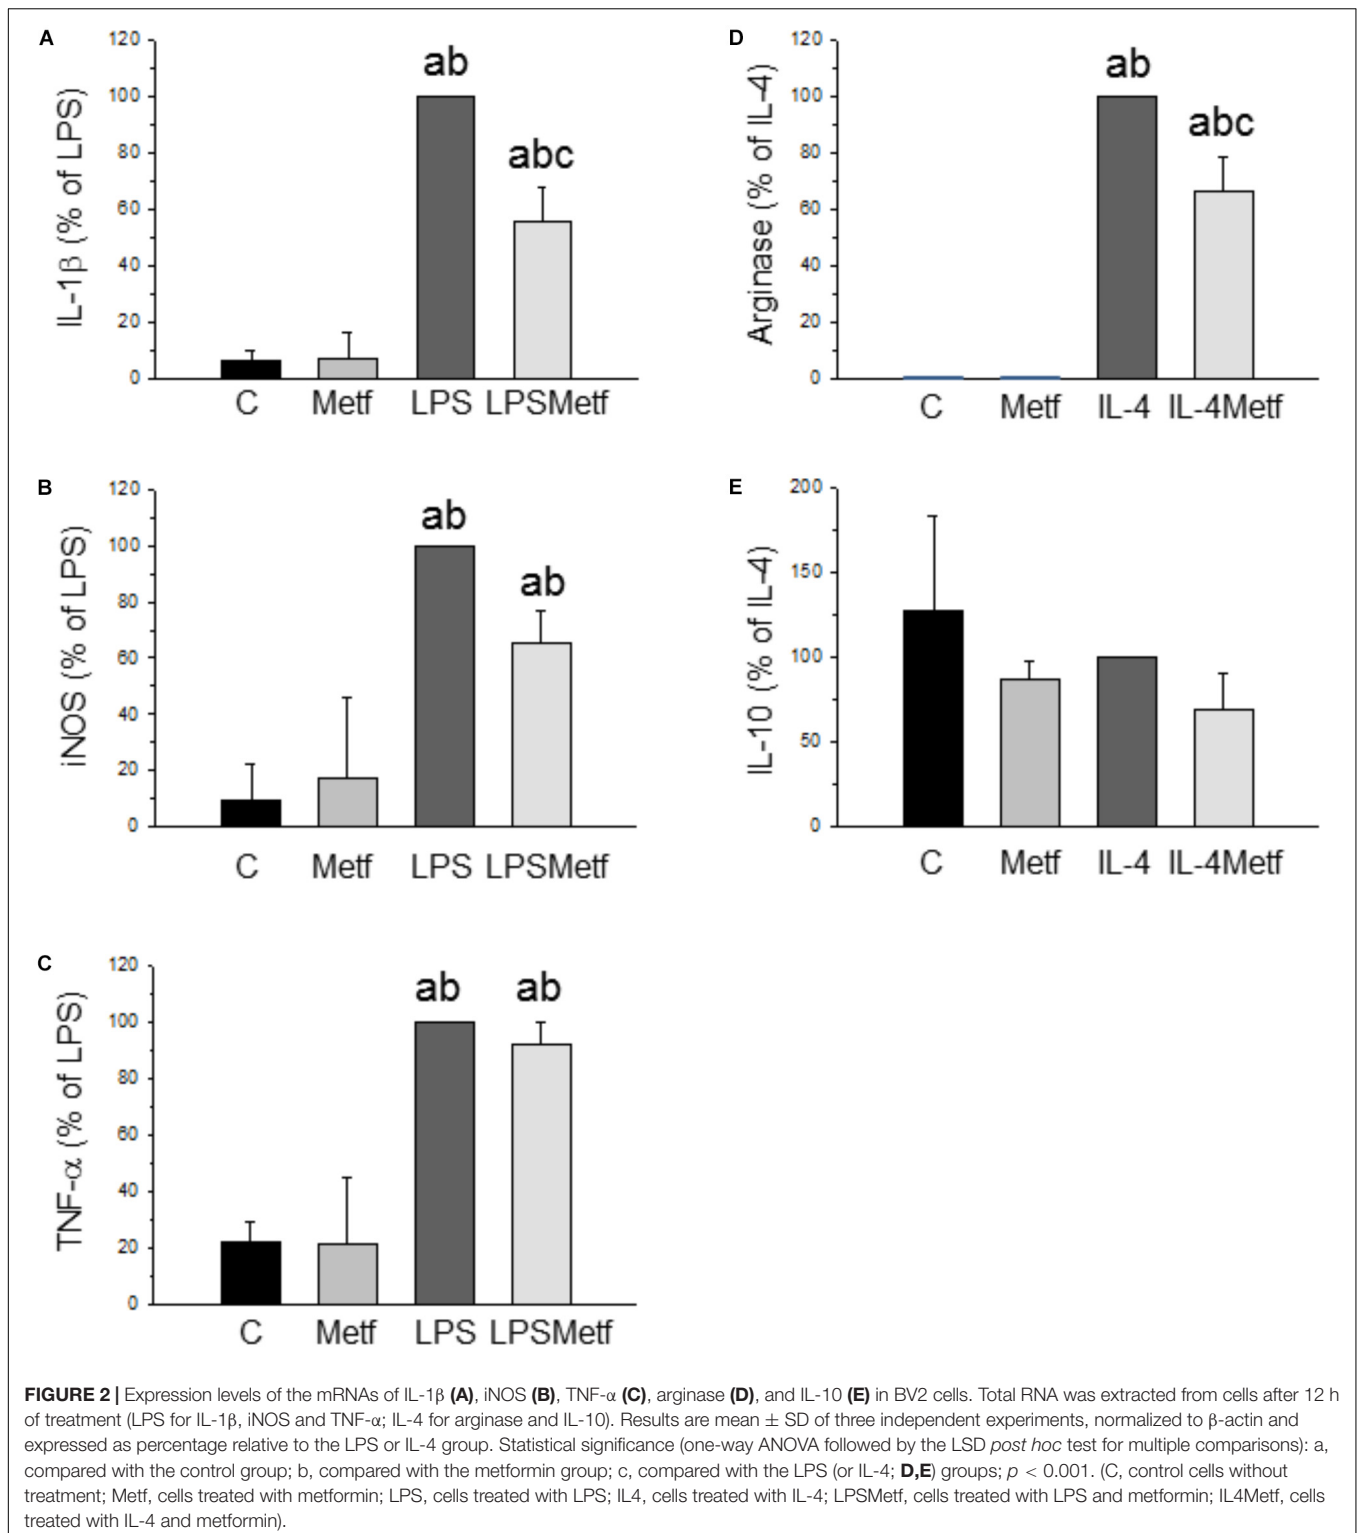 A
IL-1β (% of LPS)
120
100
80
60
40
20
0
ab
abc
C Metf LPS LPSMetf
B
iNOS (% of LPS)
120
100
80
60
40
20
0
ab
ab
C Metf LPS LPSMetf
C
TNF-α (% of LPS)
120
100
80
60
40
20
0
ab ab
C Metf LPS LPSMetf
D
Arginase (% of IL-4)
120
100
80
60
40
20
0
ab
abc
C Metf IL-4 IL-4Metf
E
IL-10 (% of IL-4)
200
150
100
50
0
C Metf IL-4 IL-4Metf
FIGURE 2 | Expression levels of the mRNAs of IL-1β (A), iNOS (B), TNF-α (C), arginase (D), and IL-10 (E) in BV2 cells. Total RNA was extracted from cells after 12 h
of treatment (LPS for IL-1β, iNOS and TNF-α; IL-4 for arginase and IL-10). Results are mean ± SD of three independent experiments, normalized to β-actin and
expressed as percentage relative to the LPS or IL-4 group. Statistical significance (one-way ANOVA followed by the LSD post hoc test for multiple comparisons): a,
compared with the control group; b, compared with the metformin group; c, compared with the LPS (or IL-4; D,E) groups; p < 0.001. (C, control cells without
treatment; Metf, cells treated with metformin; LPS, cells treated with LPS; IL4, cells treated with IL-4; LPSMetf, cells treated with LPS and metformin; IL4Metf, cells
treated with IL-4 and metformin).